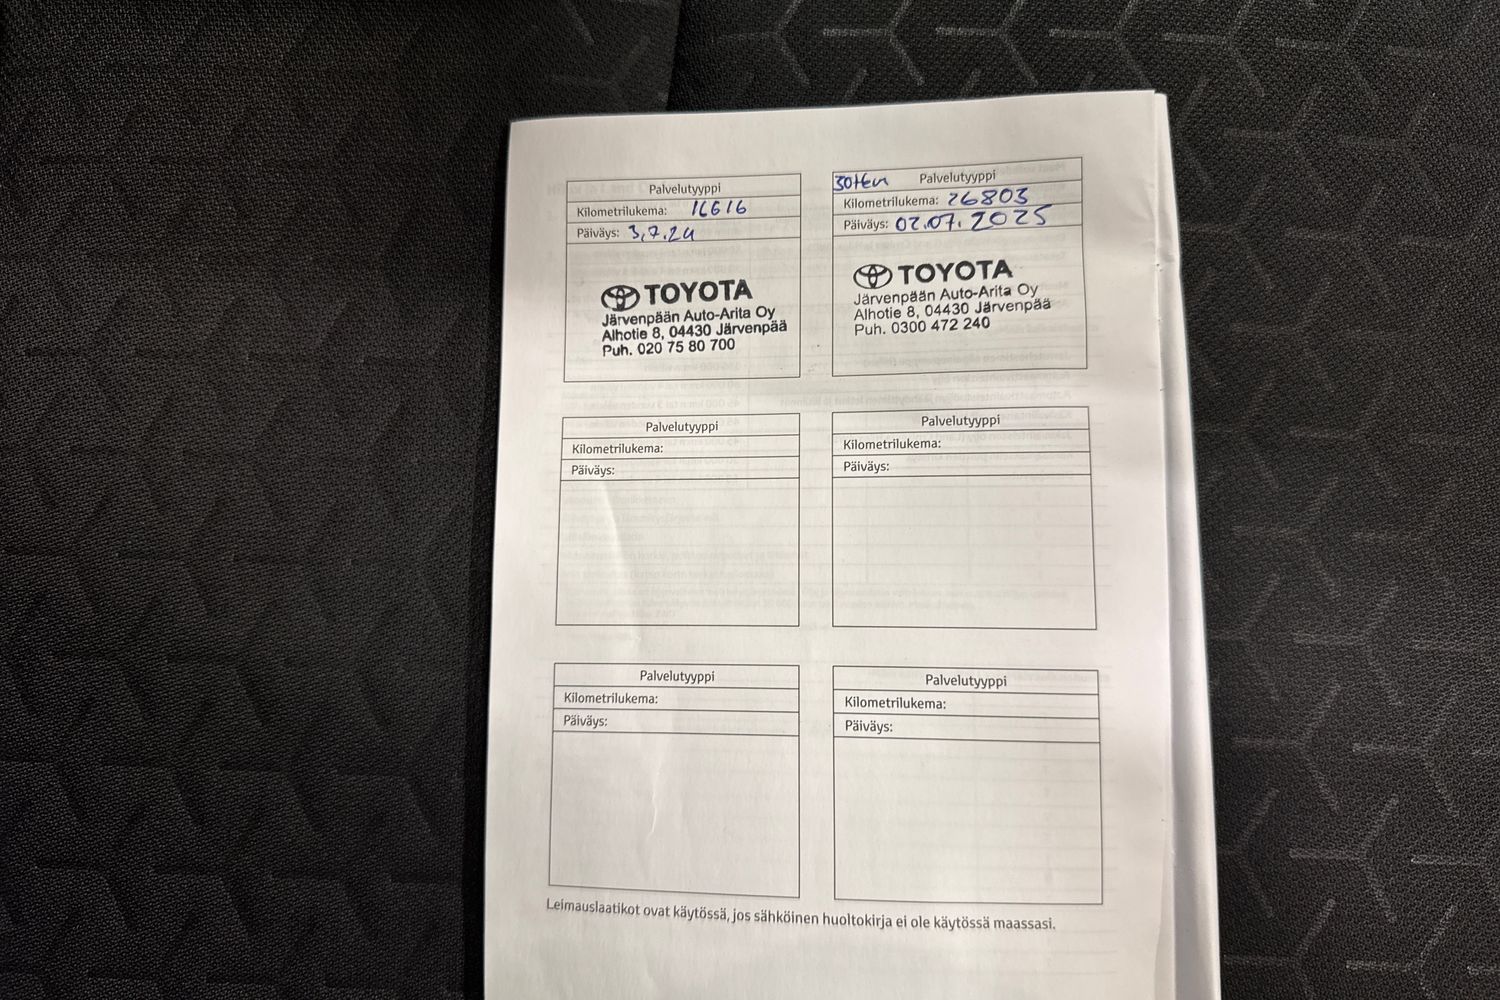 Palvelutyyppi
Kilometrilukema: 16616
Päiväys: 3.7.24
TOYOTA
Järvenpään Auto-Arita Oy
Alhotie 8, 04430 Järvenpää
Puh. 020 75 80 700
30tkm Palvelutyyppi
Kilometrilukema: 26803
Päiväys: 02.07.2025
TOYOTA
Järvenpään Auto-Arita Oy
Alhotie 8, 04430 Järvenpää
Puh. 0300 472 240
Palvelutyyppi
Kilometrilukema:
Päiväys:
Palvelutyyppi
Kilometrilukema:
Päiväys:
Palvelutyyppi
Kilometrilukema:
Päiväys:
Palvelutyyppi
Kilometrilukema:
Päiväys:
Leimauslaatikot ovat käytössä, jos sähköinen huoltokirja ei ole käytössä maassasi.